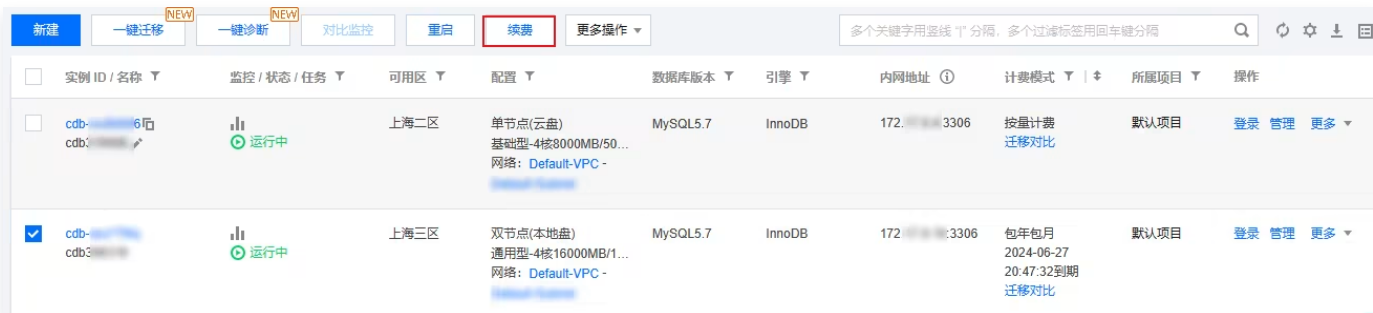 新建 一键迁移 NEW 一键诊断 NEW 对比监控 重启 续费 更多操作 多个关键字用竖线 "|" 分隔，多个过滤标签用回车键分隔
实例 ID / 名称 监控 / 状态 / 任务 可用区 配置 数据库版本 引擎 内网地址 计费模式 所属项目 操作
cdb- 6 上海二区 单节点(云盘) MySQL5.7 InnoDB 172. 3306 按量计费 默认项目 登录 管理 更多
cdb 运行中 基础型-4核8000MB/50... 迁移对比
网络： Default-VPC -
cdb- 上海三区 双节点(本地盘) MySQL5.7 InnoDB 172 :3306 包年包月 默认项目 登录 管理 更多
cdb 运行中 通用型-4核16000MB/1... 2024-06-27
网络： Default-VPC - 20:47:32到期
迁移对比